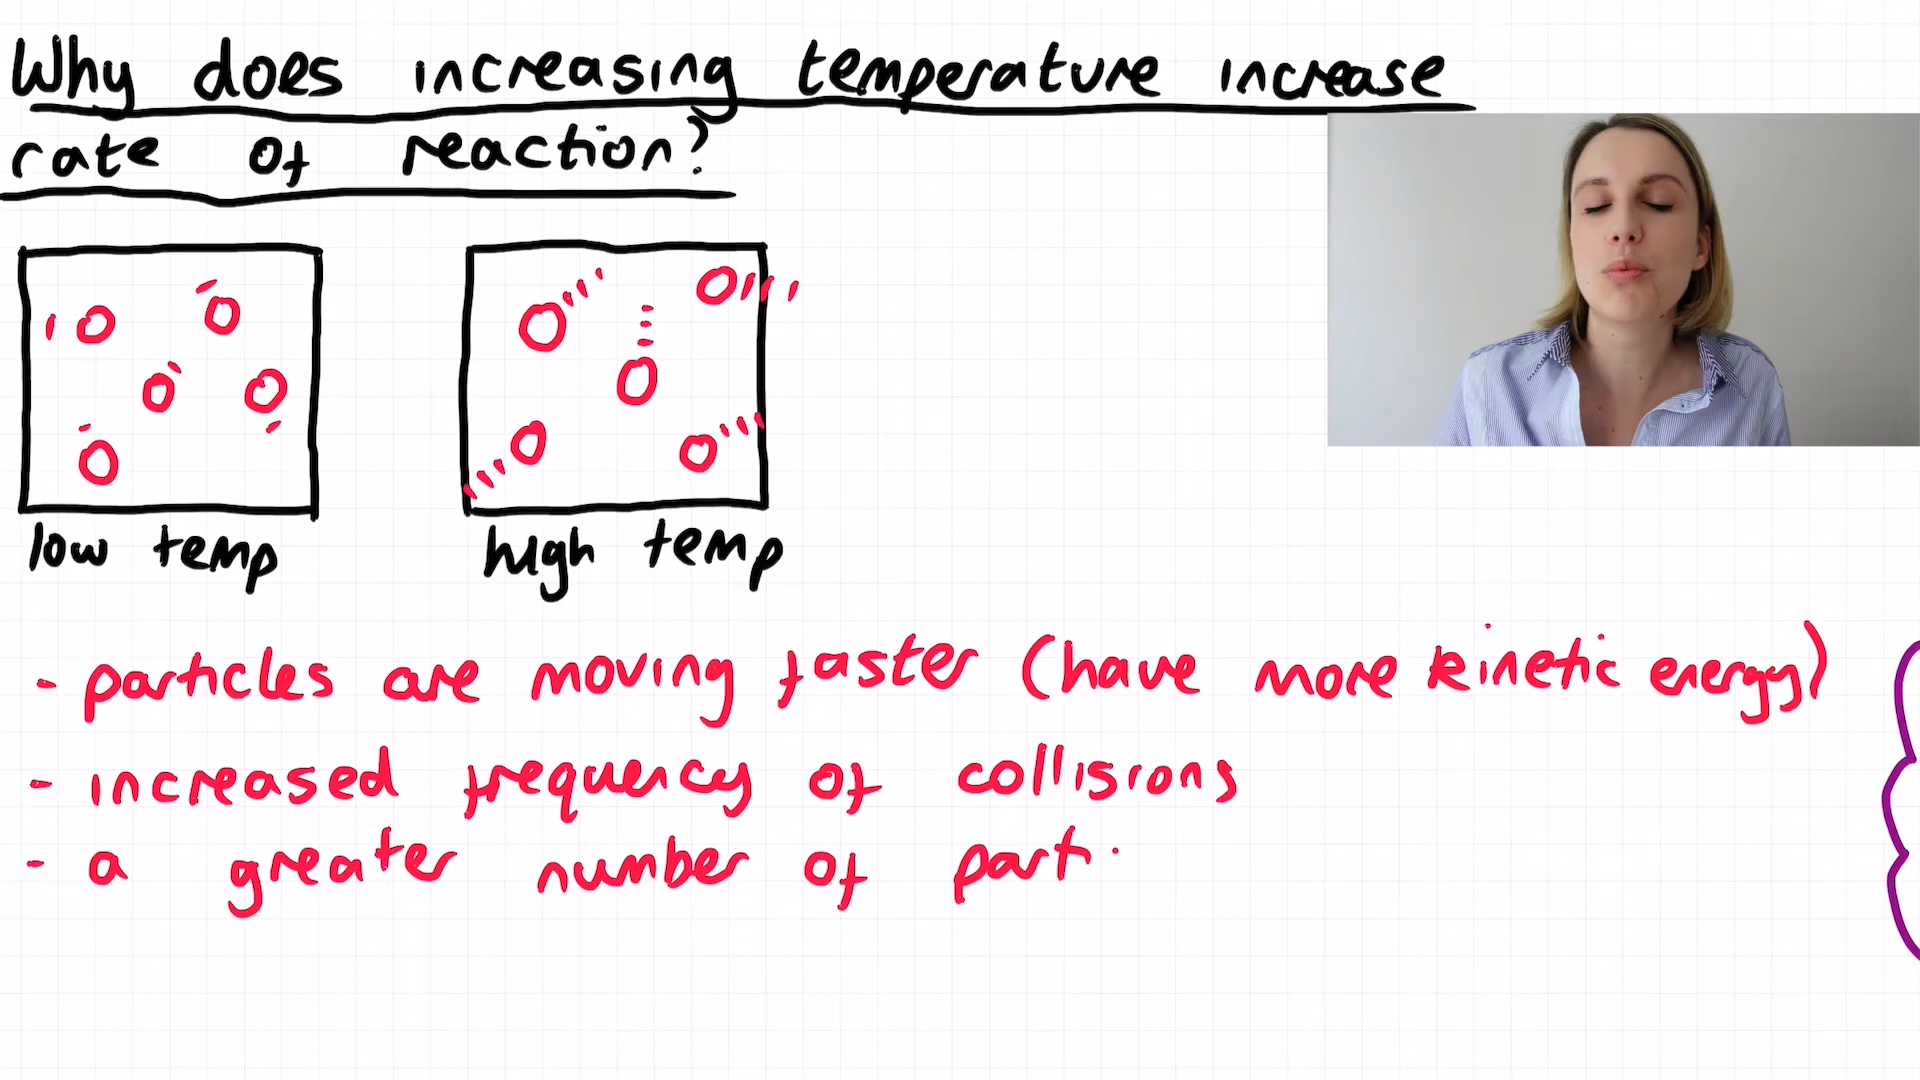 Why does increasing temperature increase
rate of reaction?
low temp
high temp
- particles are moving faster (have more kinetic energy)
- increased frequency of collisions
- a greater number of part